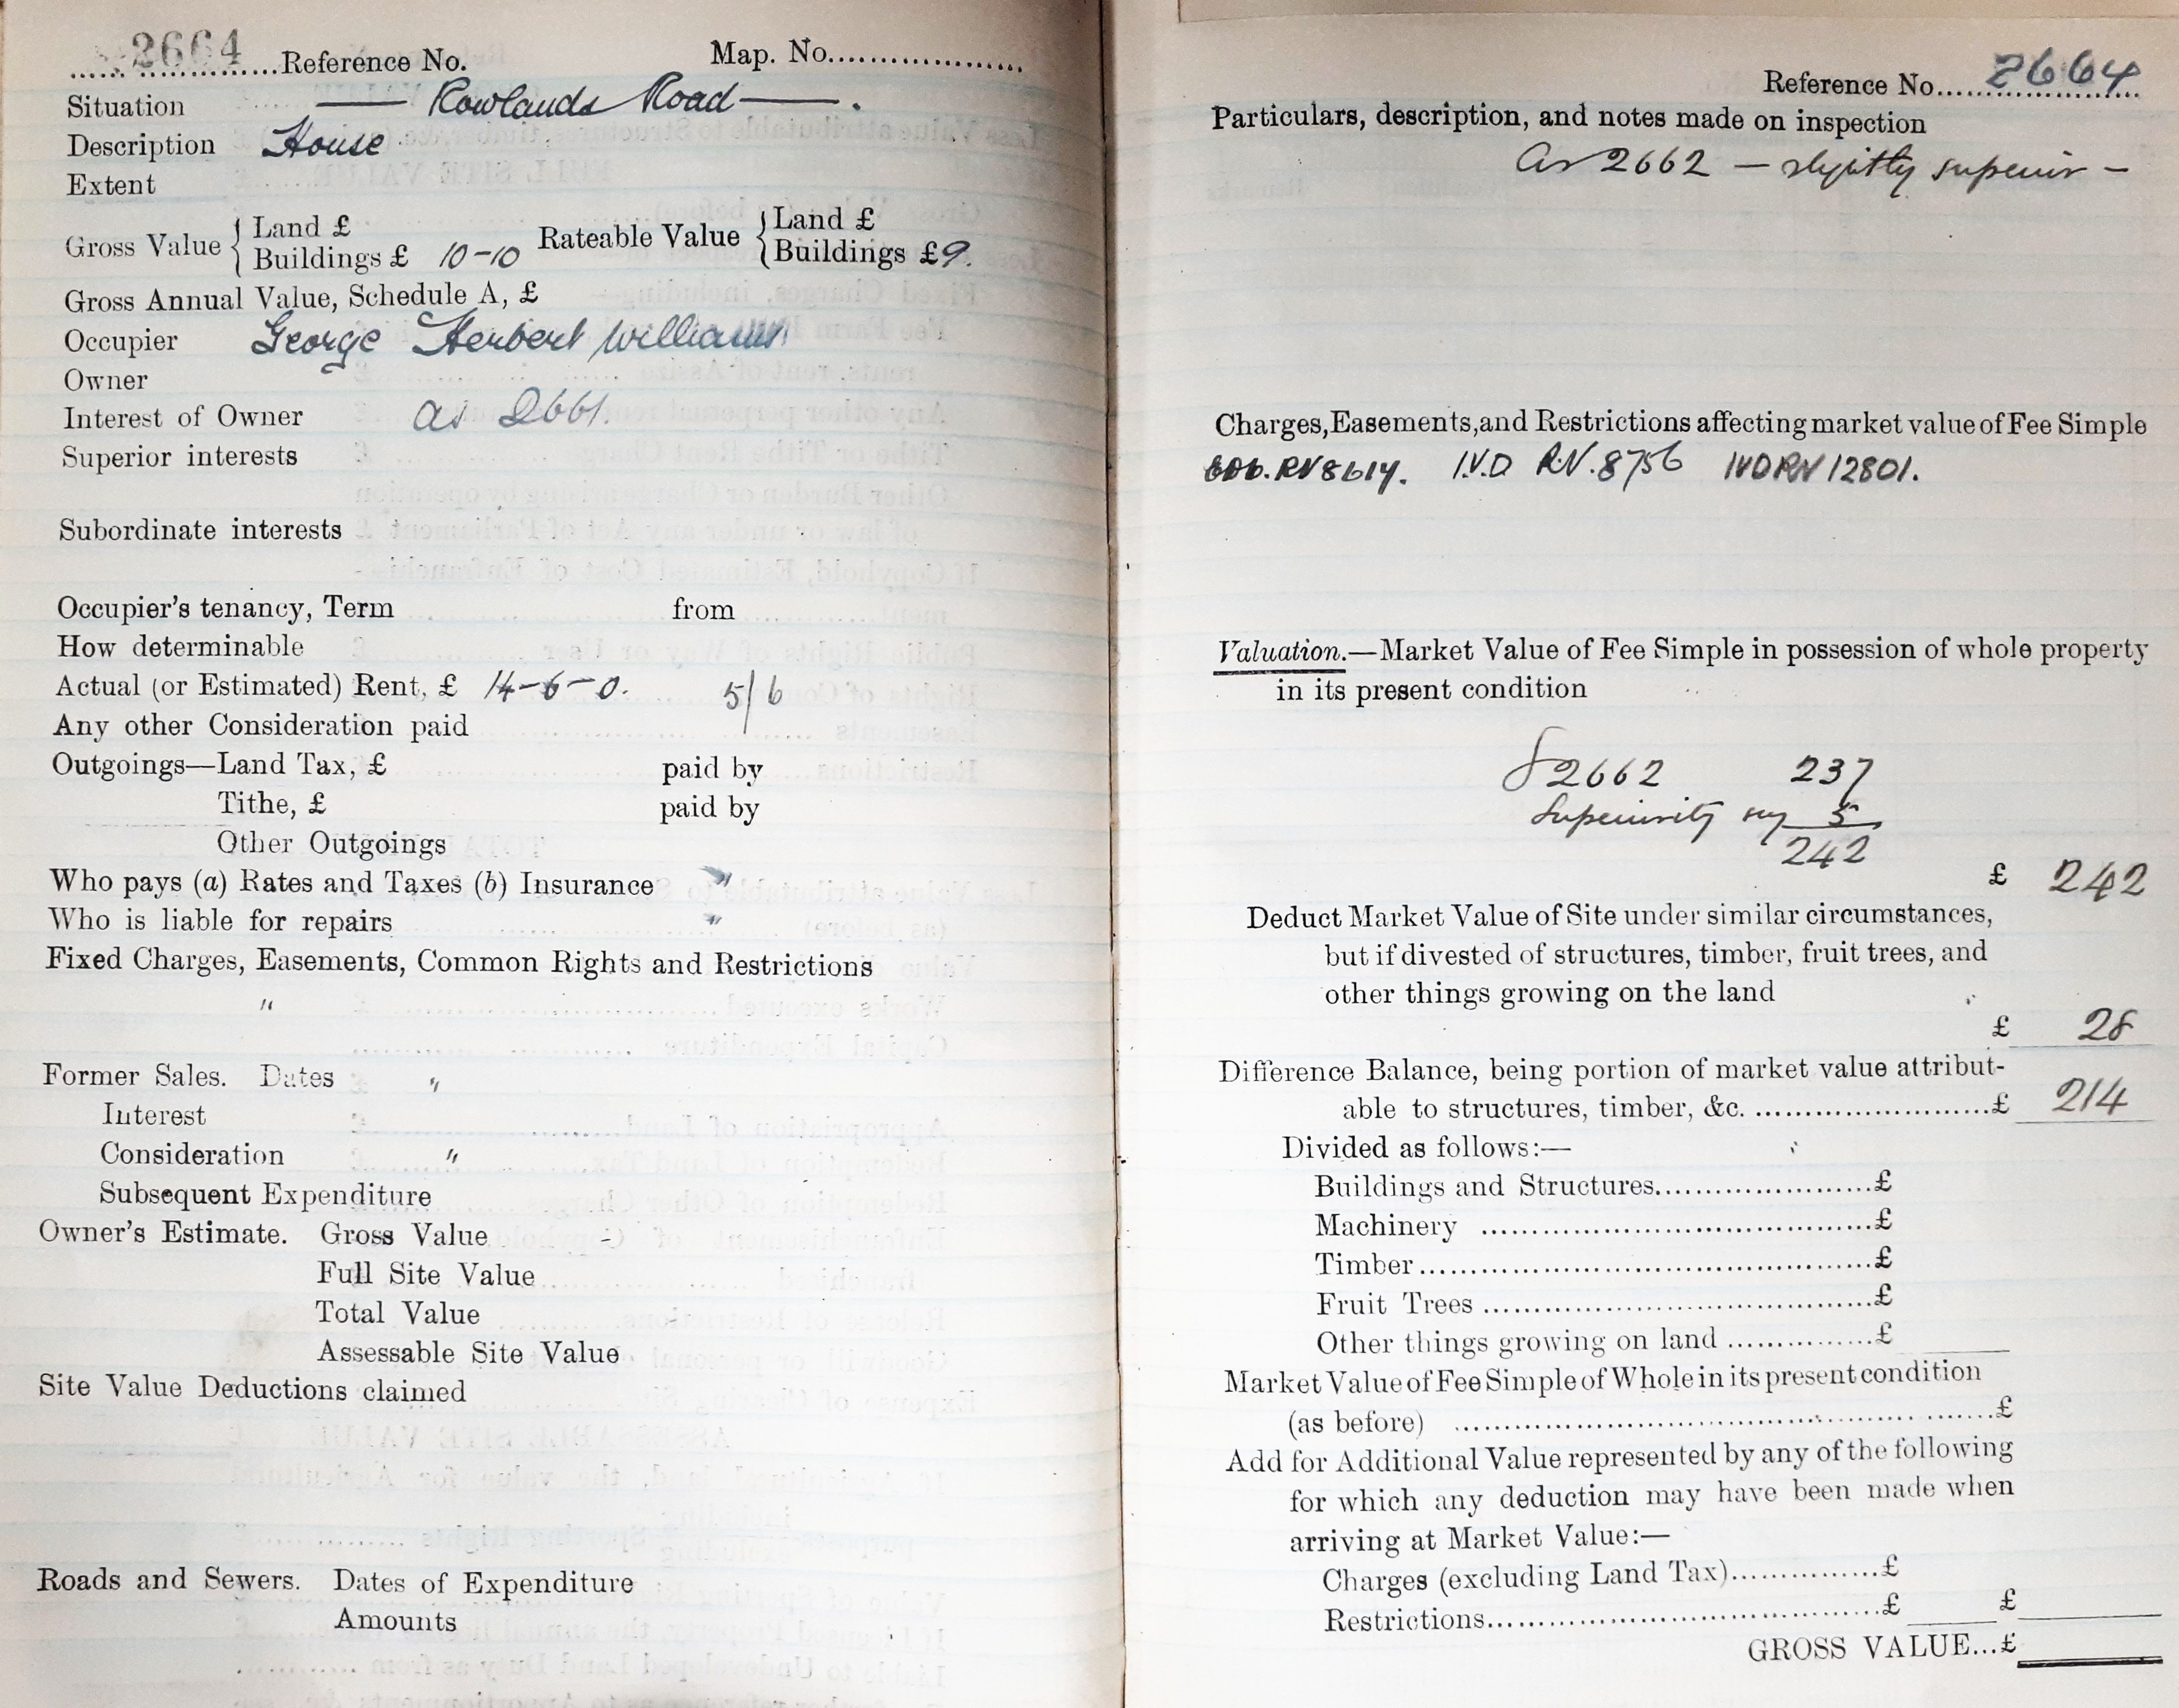 2664 Reference No. Map. No.
Situation — Rowlands Road — .
Description House
Extent
Gross Value { Land £ Rateable Value { Land £
Buildings £ 10-10 Buildings £9.
Gross Annual Value, Schedule A, £
Occupier George Herbert Williams
Owner
Interest of Owner as 2661.
Superior interests
Subordinate interests
Occupier's tenancy, Term from
How determinable
Actual (or Estimated) Rent, £ 14-6-0. 5/6
Any other Consideration paid
Outgoings—Land Tax, £ paid by
Tithe, £ paid by
Other Outgoings
Who pays (a) Rates and Taxes (b) Insurance "
Who is liable for repairs "
Fixed Charges, Easements, Common Rights and Restrictions
"
Former Sales. Dates "
Interest
Consideration "
Subsequent Expenditure
Owner's Estimate. Gross Value -
Full Site Value
Total Value
Assessable Site Value
Site Value Deductions claimed
Roads and Sewers. Dates of Expenditure
Amounts
Reference No. 2664
Particulars, description, and notes made on inspection
As 2662 — slightly superior —
Charges, Easements, and Restrictions affecting market value of Fee Simple
RN 8614. I.V.D RN. 8756 IVD RN 12801.
Valuation.—Market Value of Fee Simple in possession of whole property
in its present condition
2662 237
Superiority say 5
242
£ 242
Deduct Market Value of Site under similar circumstances,
but if divested of structures, timber, fruit trees, and
other things growing on the land
£ 28
Difference Balance, being portion of market value attribut-
able to structures, timber, &c. £ 214
Divided as follows:—
Buildings and Structures £
Machinery £
Timber £
Fruit Trees £
Other things growing on land £
Market Value of Fee Simple of Whole in its present condition
(as before) £
Add for Additional Value represented by any of the following
for which any deduction may have been made when
arriving at Market Value:—
Charges (excluding Land Tax) £
Restrictions £ £
GROSS VALUE...£